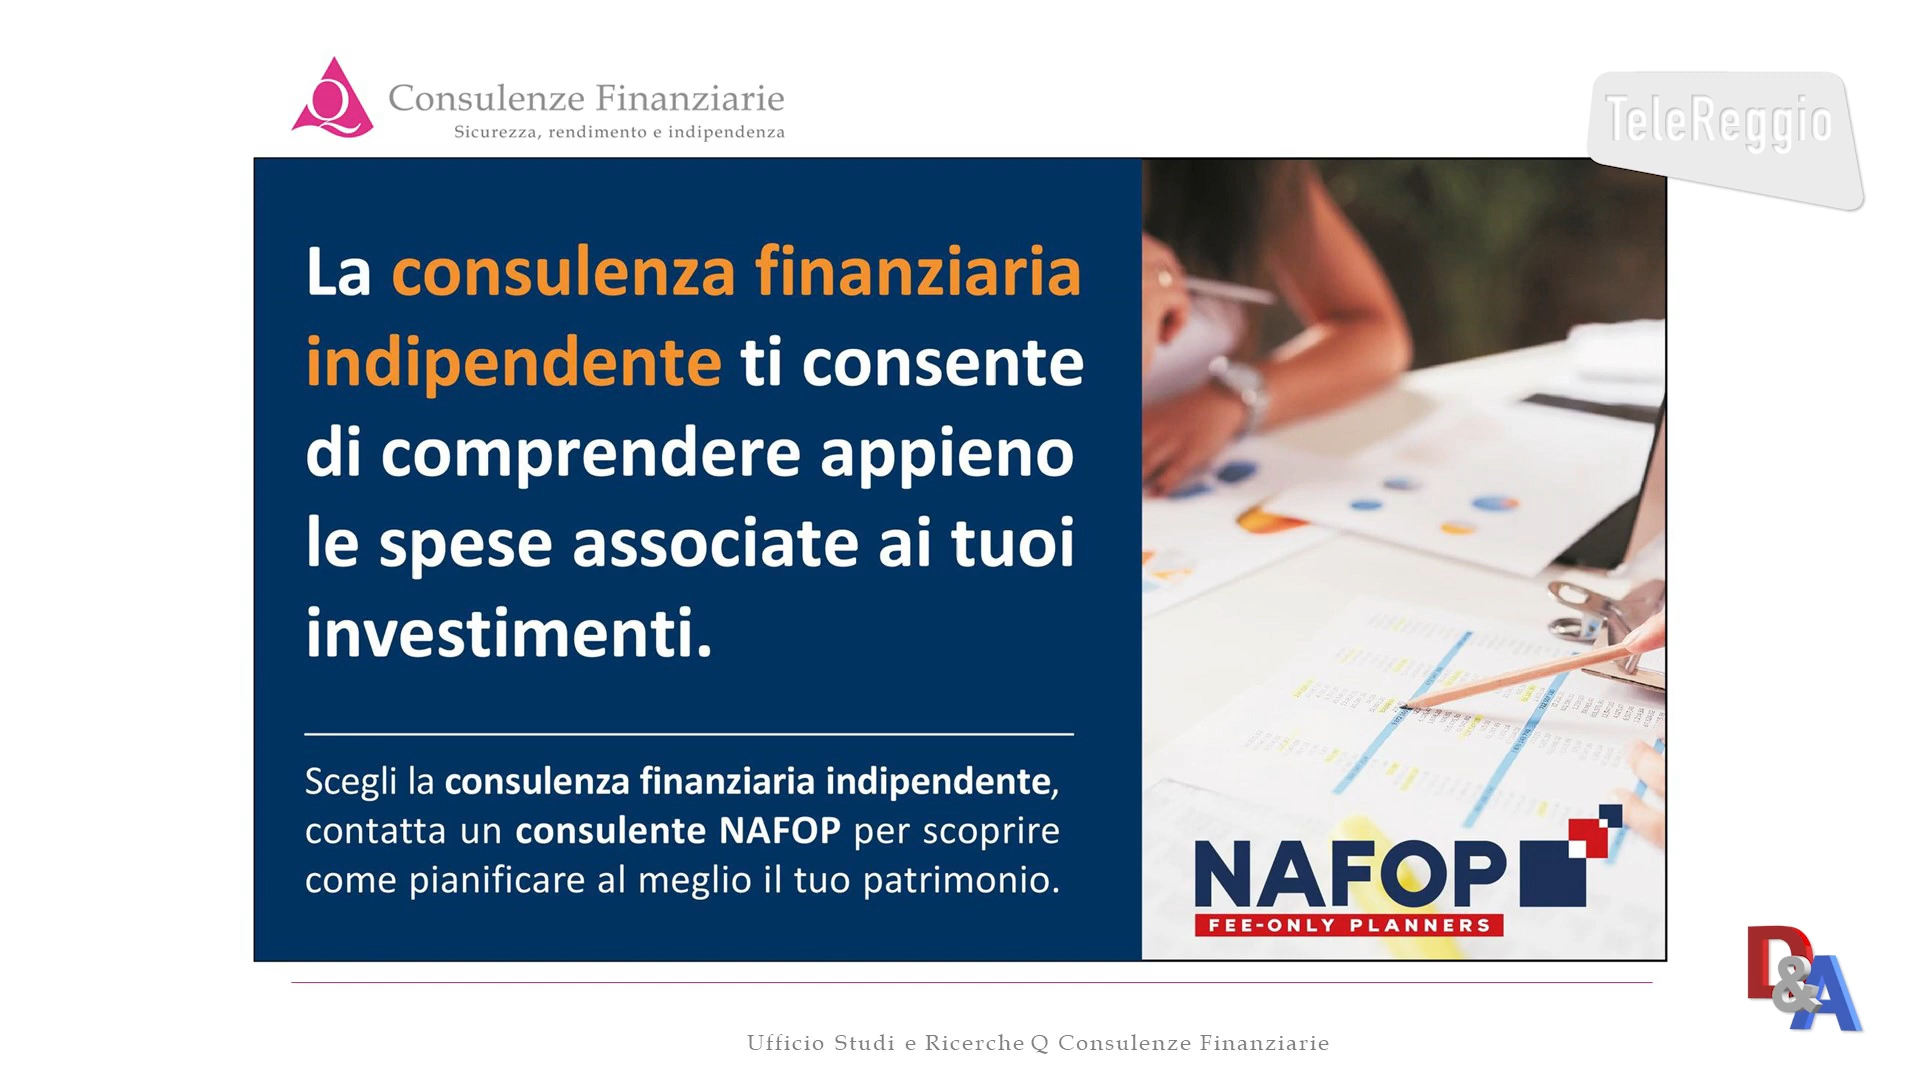 Q Consulenze Finanziarie
Sicurezza, rendimento e indipendenza
TeleReggio
La consulenza finanziaria
indipendente ti consente
di comprendere appieno
le spese associate ai tuoi
investimenti.
Scegli la consulenza finanziaria indipendente,
contatta un consulente NAFOP per scoprire
come pianificare al meglio il tuo patrimonio.
NAFOP
FEE-ONLY PLANNERS
D&A
Ufficio Studi e Ricerche Q Consulenze Finanziarie